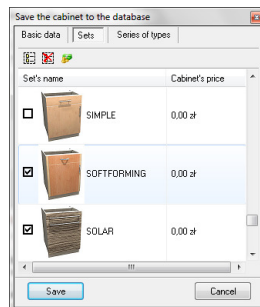 Save the cabinet to the database
Basic data Sets Series of types
Set's name Cabinet's price
SIMPLE 0,00 zł
SOFTFORMING 0,00 zł
SOLAR 0,00 zł
Save Cancel